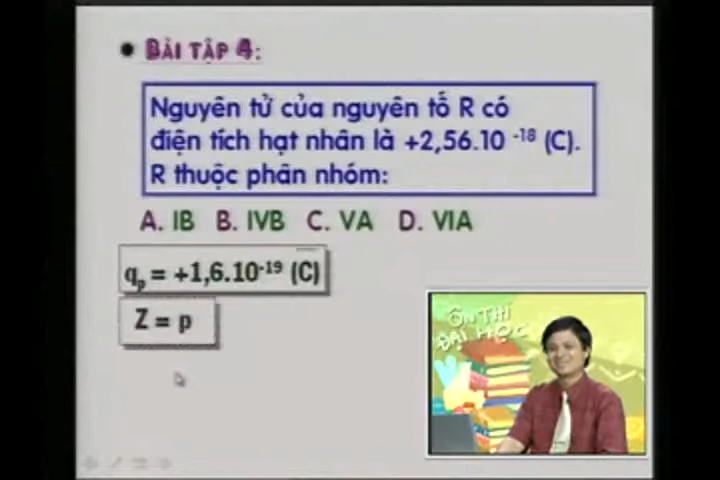 BÀI TẬP 4:
Nguyên tử của nguyên tố R có
điện tích hạt nhân là +2,56.10 ⁻¹⁸ (C).
R thuộc phân nhóm:
A. IB B. IVB C. VA D. VIA
qₚ = +1,6.10⁻¹⁹ (C)
Z = p
ÔN THI
ĐẠI HỌC